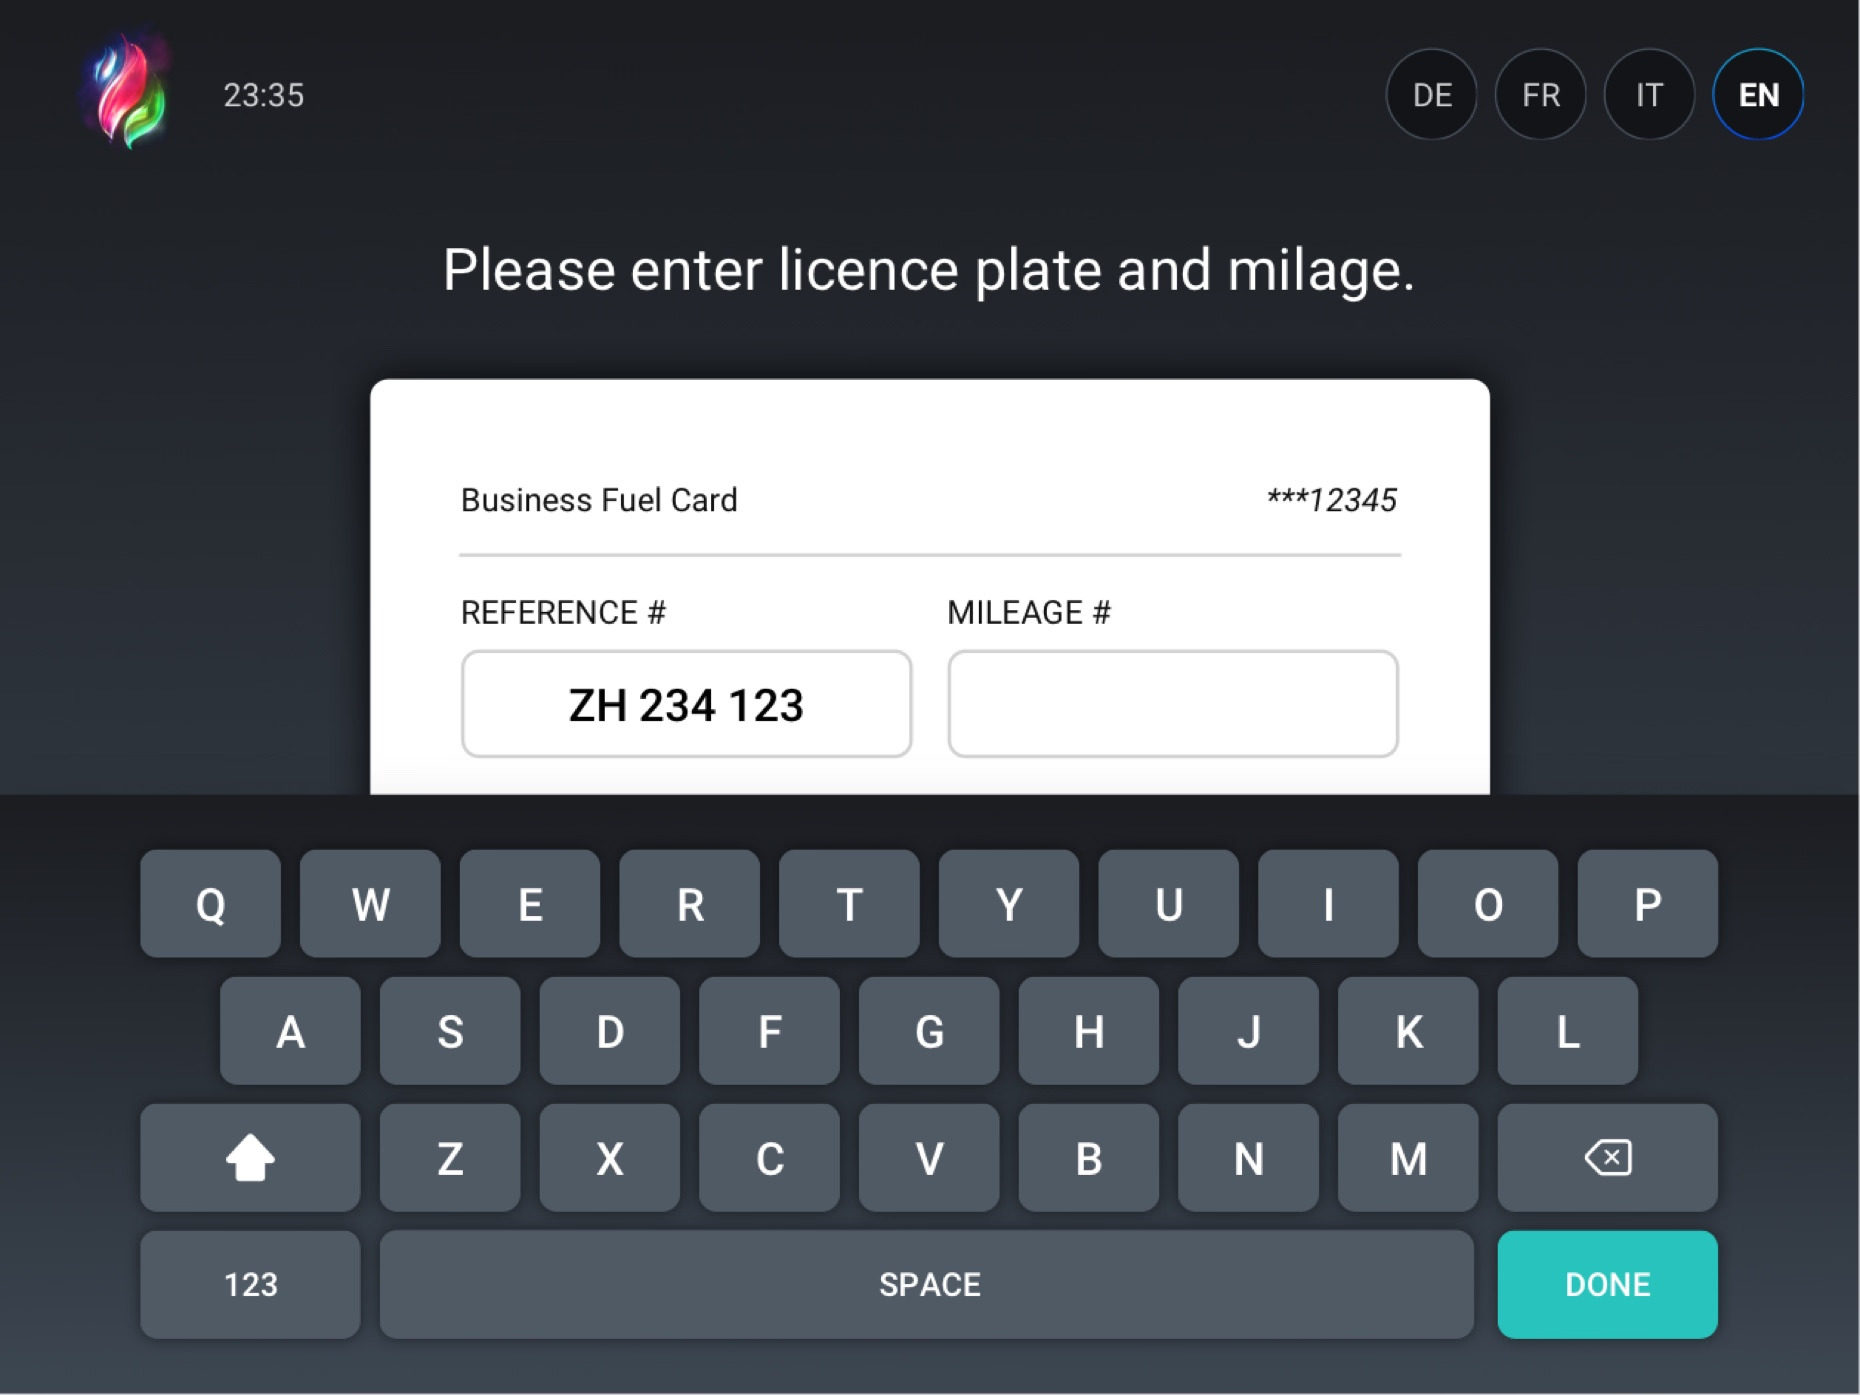 23:35
DE FR IT EN
Please enter licence plate and milage.
Business Fuel Card ***12345
REFERENCE # MILEAGE #
ZH 234 123
Q W E R T Y U I O P
A S D F G H J K L
Z X C V B N M
123 SPACE DONE